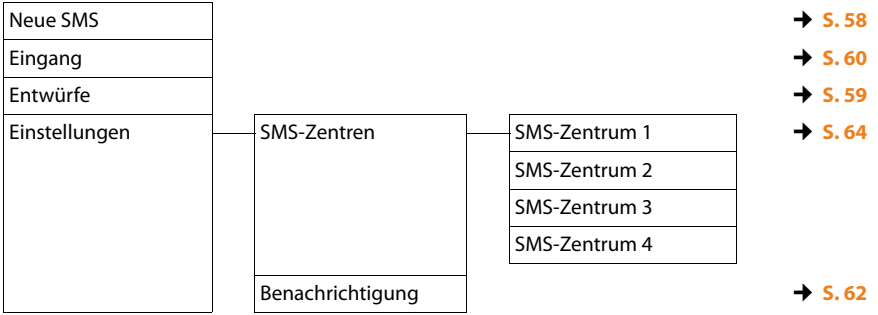 Neue SMS → S. 58
Eingang → S. 60
Entwürfe → S. 59
Einstellungen SMS-Zentren SMS-Zentrum 1 → S. 64
SMS-Zentrum 2
SMS-Zentrum 3
SMS-Zentrum 4
Benachrichtigung → S. 62